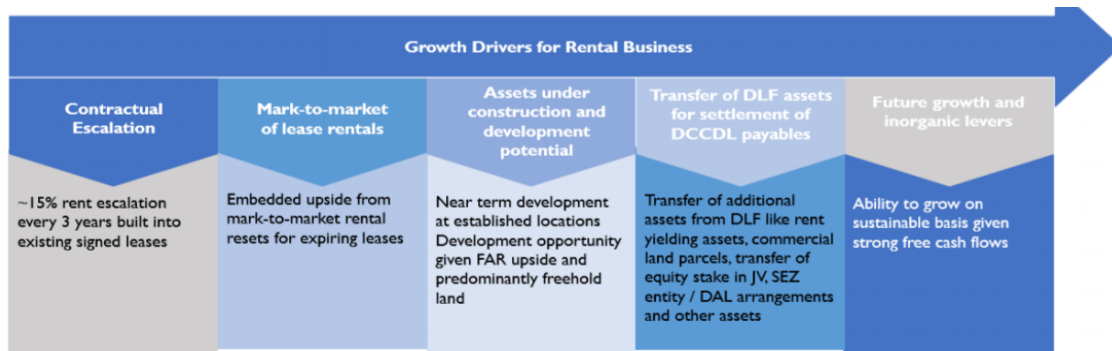 Growth Drivers for Rental Business
Contractual
Escalation
~15% rent escalation
every 3 years built into
existing signed leases
Mark-to-market
of lease rentals
Embedded upside from
mark-to-market rental
resets for expiring leases
Assets under
construction and
development
potential
Near term development
at established locations
Development opportunity
given FAR upside and
predominantly freehold
land
Transfer of DLF assets
for settlement of
DCCDL payables
Transfer of additional
assets from DLF like rent
yielding assets, commercial
land parcels, transfer of
equity stake in JV, SEZ
entity / DAL arrangements
and other assets
Future growth and
inorganic levers
Ability to grow on
sustainable basis given
strong free cash flows